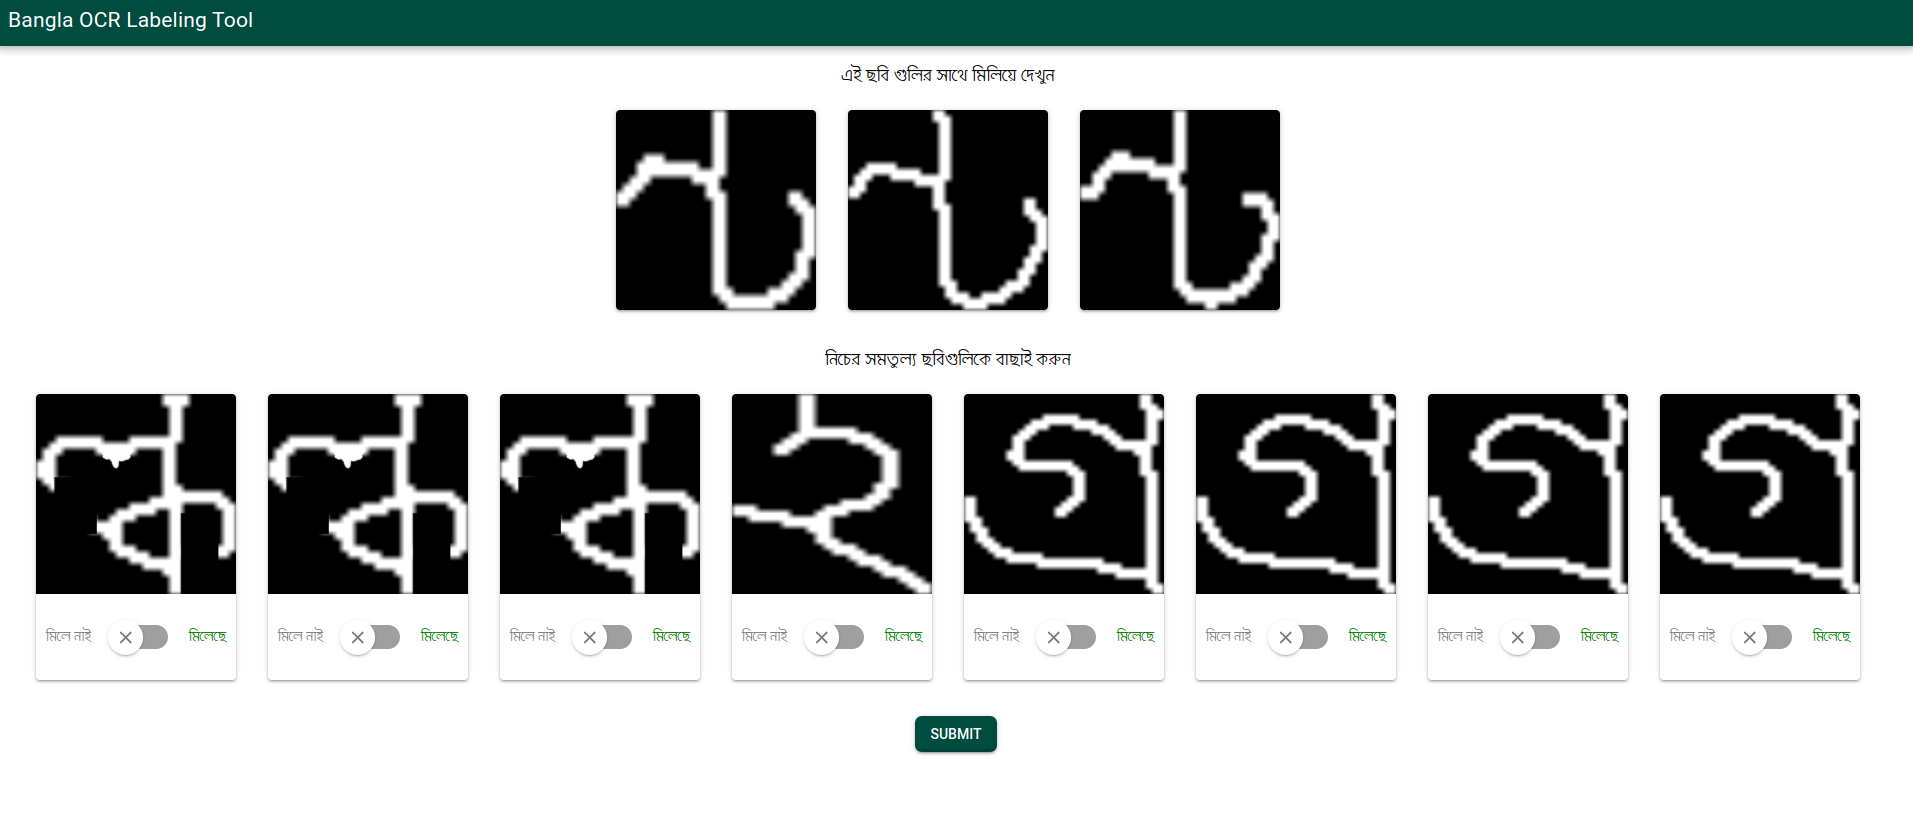 Bangla OCR Labeling Tool
এই ছবি গুলির সাথে মিলিয়ে দেখুন
নিচের সমতুল্য ছবিগুলিকে বাছাই করুন
মিলে নাই মিলেছে মিলে নাই মিলেছে মিলে নাই মিলেছে মিলে নাই মিলেছে মিলে নাই মিলেছে মিলে নাই মিলেছে মিলে নাই মিলেছে মিলে নাই মিলেছে
SUBMIT